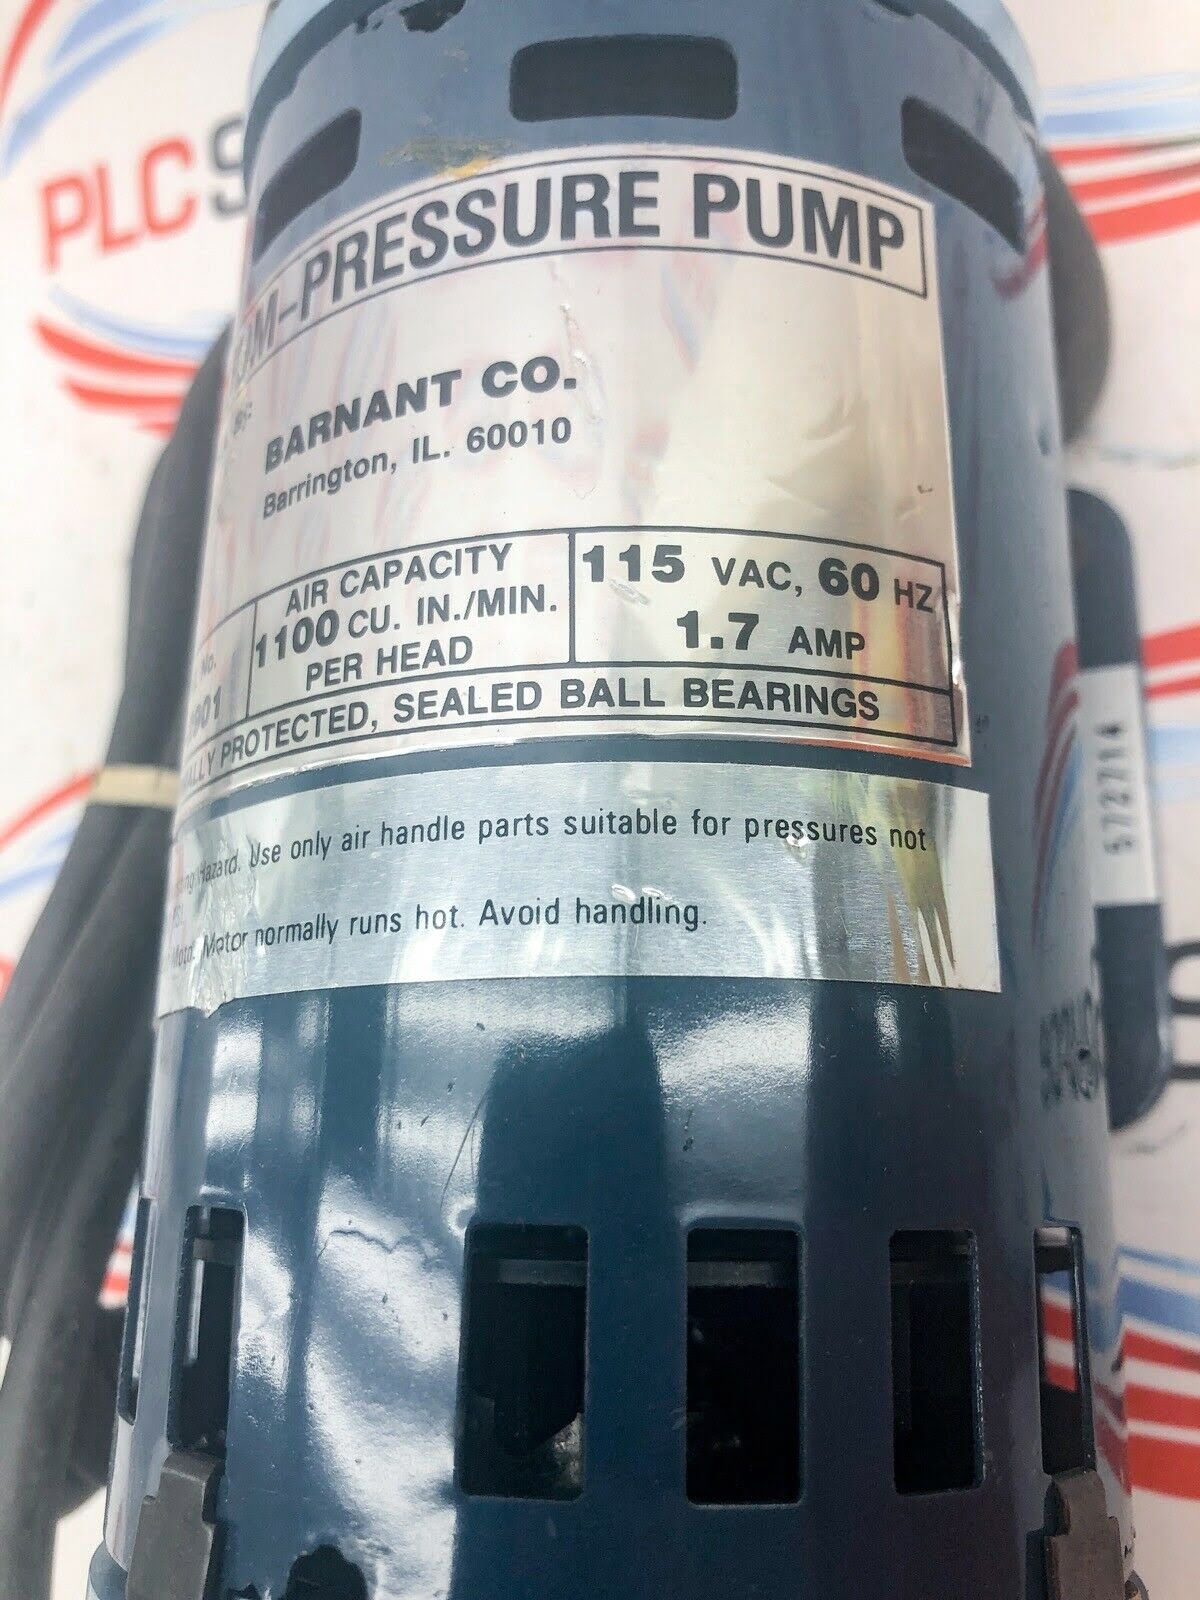 PLC
-PRESSURE PUMP
BARNANT CO.
Barrington, IL. 60010
No.
901
AIR CAPACITY
1100 CU. IN./MIN.
PER HEAD
115 VAC, 60 HZ
1.7 AMP
PROTECTED, SEALED BALL BEARINGS
Hazard. Use only air handle parts suitable for pressures not
Motor normally runs hot. Avoid handling.
572714